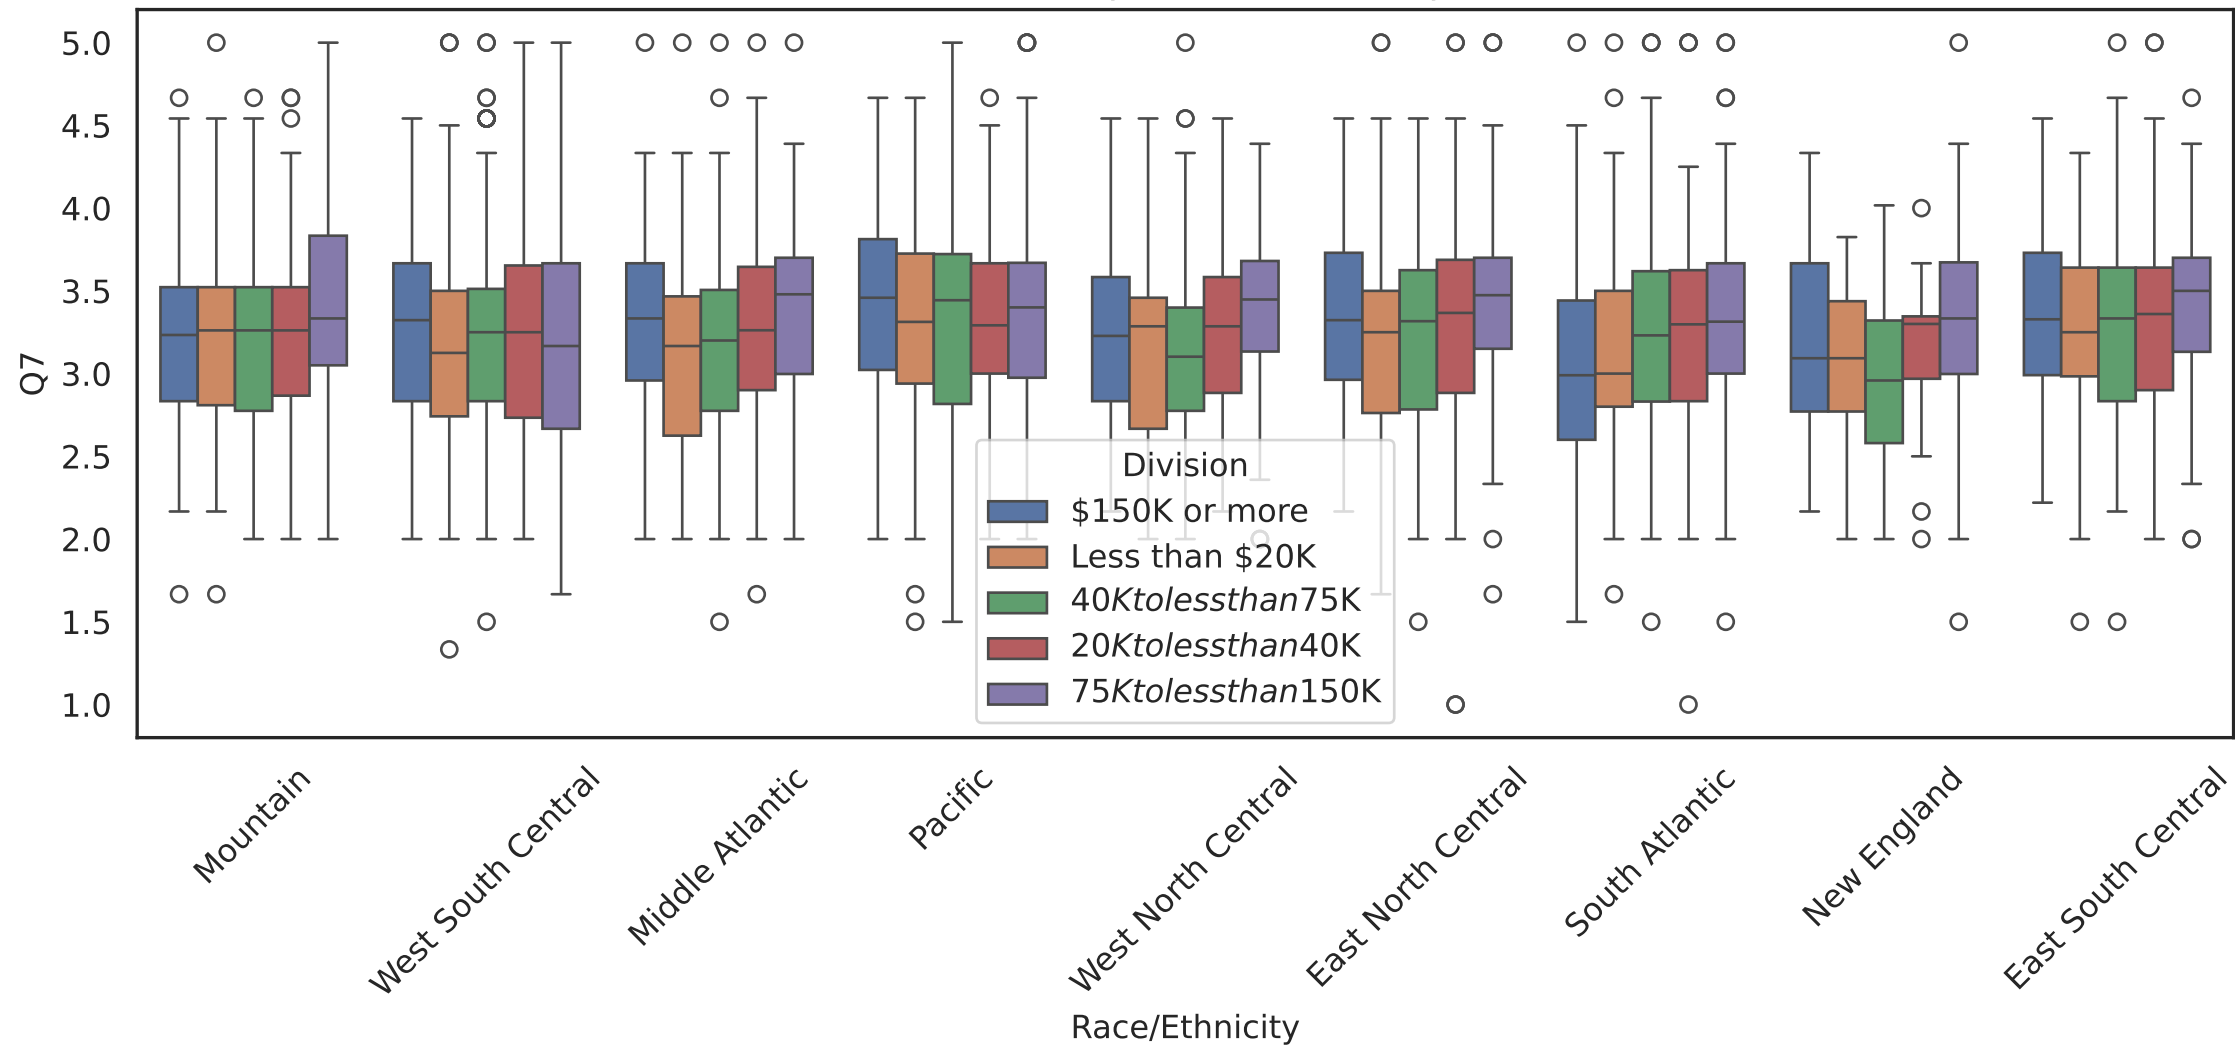 5.0
4.5
4.0
3.5
3.0
2.5
2.0
1.5
1.0
Q7
Division
$150K or more
Less than $20K
40Ktolessthan75K
20Ktolessthan40K
75Ktolessthan150K
Mountain
West South Central
Middle Atlantic
Pacific
West North Central
East North Central
South Atlantic
New England
East South Central
Race/Ethnicity